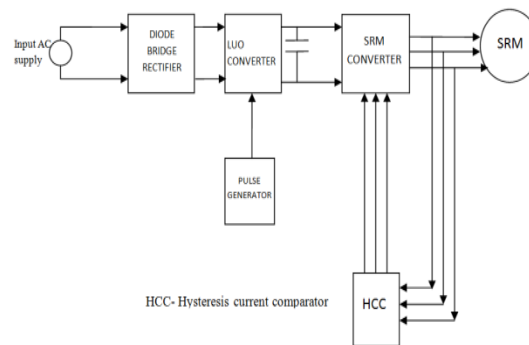 Input AC
supply
DIODE
BRIDGE
RECTIFIER
LUO
CONVERTER
SRM
CONVERTER
SRM
PULSE
GENERATOR
HCC- Hysteresis current comparator
HCC